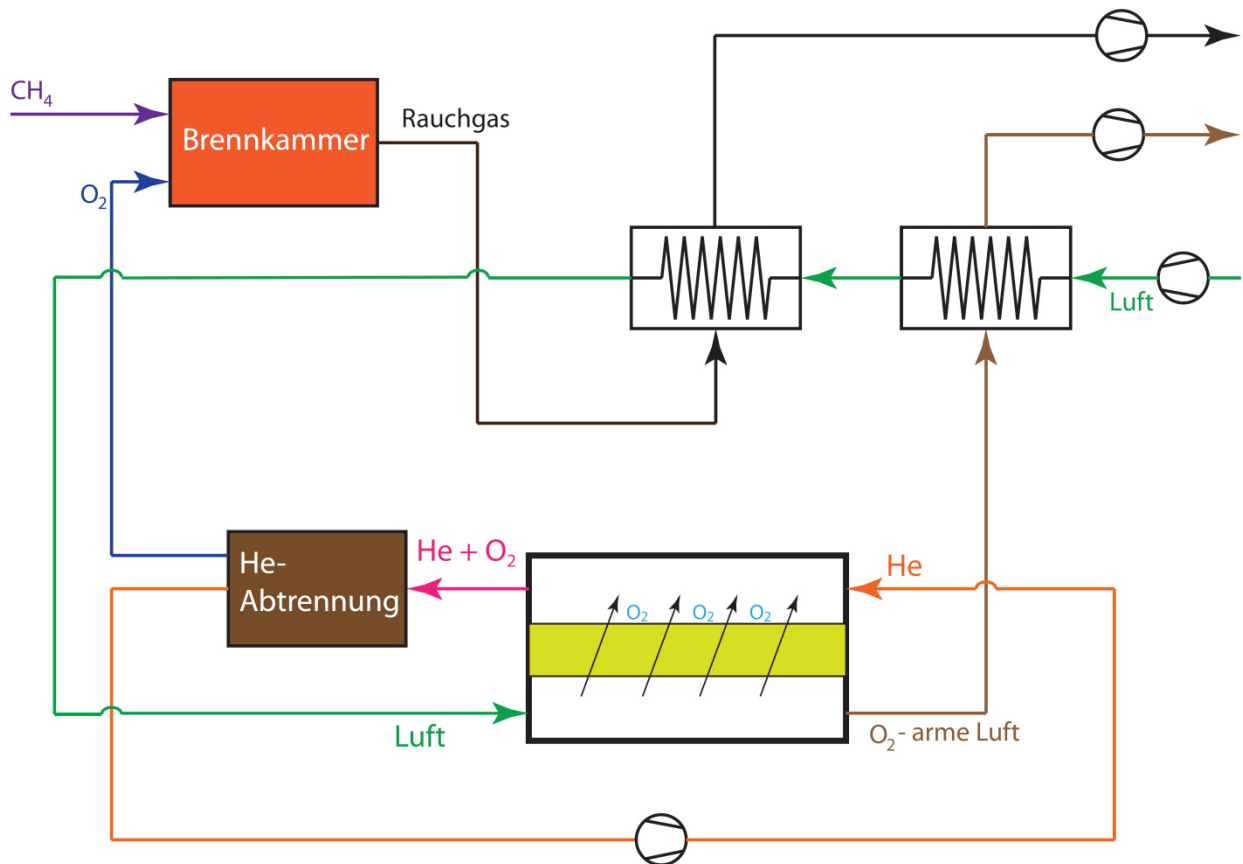 CH₄
Brennkammer
Rauchgas
O₂
Luft
He-
Abtrennung
He + O₂
He
O₂
O₂
O₂
Luft
O₂- arme Luft